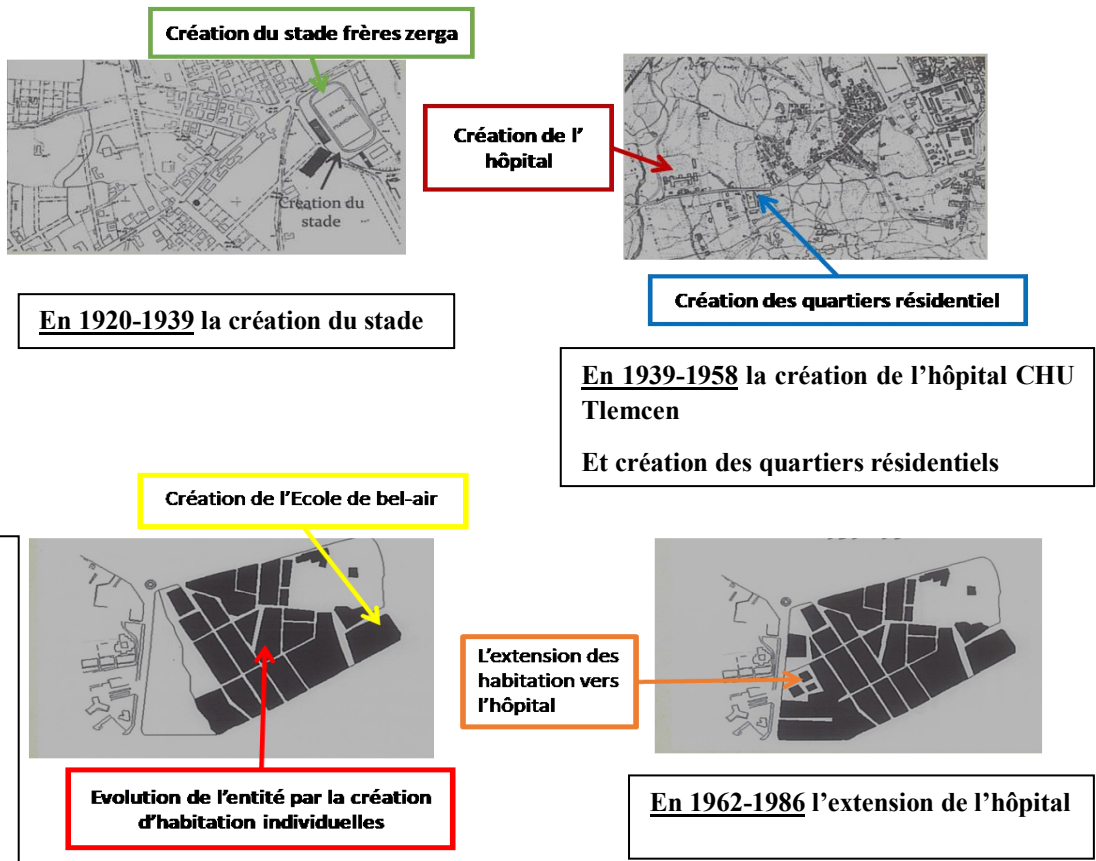 Création du stade frères zerga
STADE
MUNICIPAL
Création du
stade
En 1920-1939 la création du stade
Création de l'
hôpital
Création des quartiers résidentiel
En 1939-1958 la création de l'hôpital CHU
Tlemcen
Et création des quartiers résidentiels
Création de l'Ecole de bel-air
Evolution de l'entité par la création
d'habitation individuelles
L'extension des
habitation vers
l'hôpital
En 1962-1986 l'extension de l'hôpital